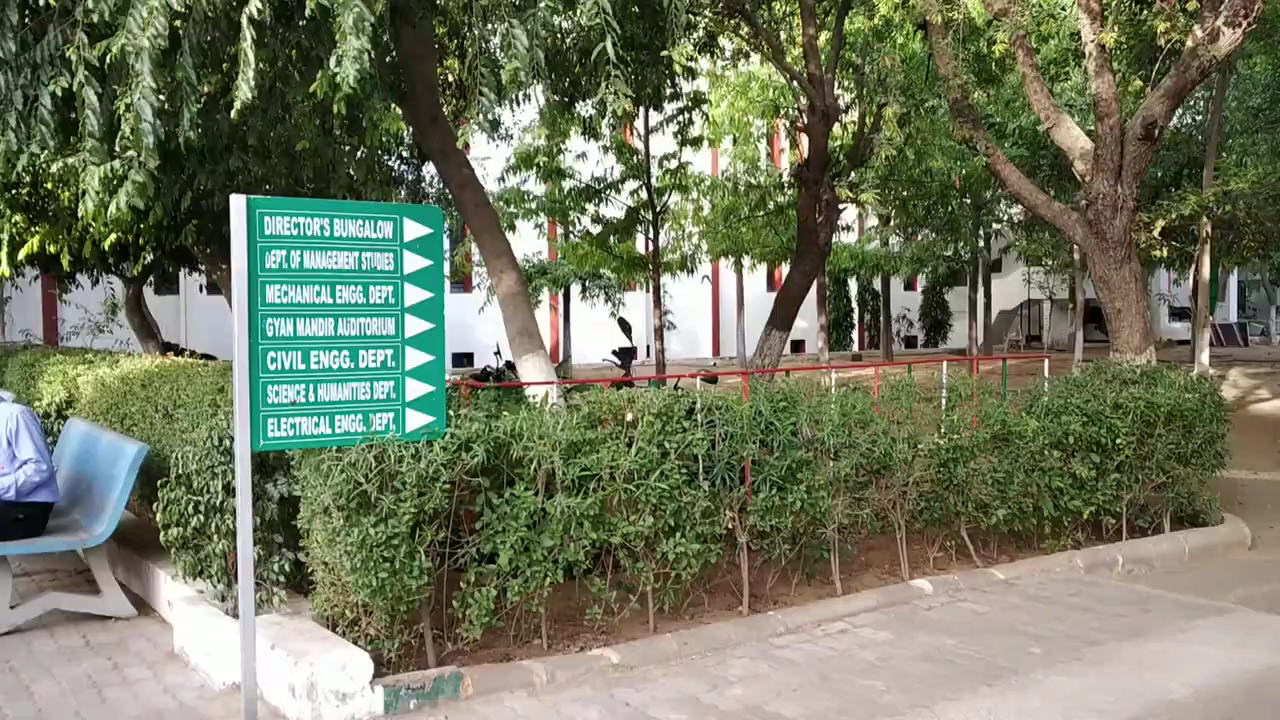 DIRECTOR'S BUNGALOW
DEPT. OF MANAGEMENT STUDIES
MECHANICAL ENGG. DEPT.
GYAN MANDIR AUDITORIUM
CIVIL ENGG. DEPT.
SCIENCE & HUMANITIES DEPT.
ELECTRICAL ENGG. DEPT.